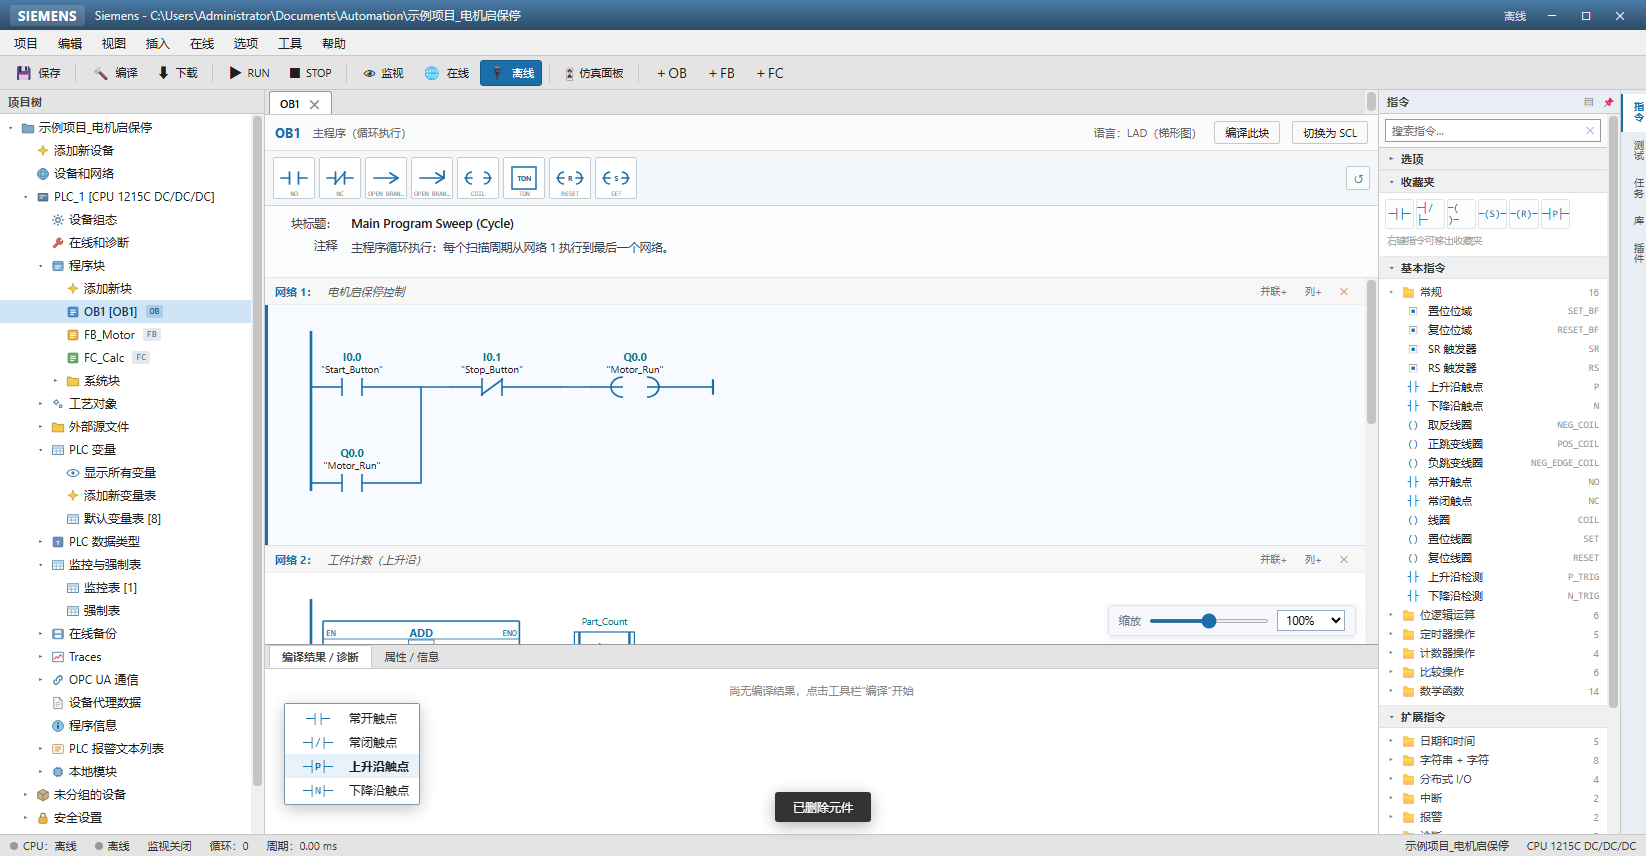 SIEMENS Siemens - C:\Users\Administrator\Documents\Automation\示例项目_电机启保停 离线
项目 编辑 视图 插入 在线 选项 工具 帮助
保存 编译 下载 RUN STOP 监视 在线 离线 仿真面板 +OB +FB +FC
项目树
示例项目_电机启保停
添加新设备
设备和网络
PLC_1 [CPU 1215C DC/DC/DC]
设备组态
在线和诊断
程序块
添加新块
OB1 [OB1] OB
FB_Motor FB
FC_Calc FC
系统块
工艺对象
外部源文件
PLC 变量
显示所有变量
添加新变量表
默认变量表 [8]
PLC 数据类型
监控与强制表
监控表 [1]
强制表
在线备份
Traces
OPC UA 通信
设备代理数据
程序信息
PLC 报警文本列表
本地模块
未分组的设备
安全设置
OB1
OB1 主程序（循环执行） 语言：LAD（梯形图） 编译此块 切换为 SCL
TON
R
S
NO NC OPEN BRAN… OPEN BRAN… COIL TON RESET SET
块标题： Main Program Sweep (Cycle)
注释 主程序循环执行：每个扫描周期从网络 1 执行到最后一个网络。
网络 1： 电机启保停控制 并联+ 列+
I0.0 I0.1 Q0.0
"Start_Button" "Stop_Button" "Motor_Run"
Q0.0
"Motor_Run"
网络 2： 工件计数（上升沿） 并联+ 列+
Part_Count
EN ADD ENO
缩放 100%
编译结果 / 诊断 属性 / 信息
尚无编译结果，点击工具栏“编译”开始
常开触点
常闭触点
P 上升沿触点
N 下降沿触点
已删除元件
指令
搜索指令...
选项
收藏夹
⊣⊢ ⊣/⊢ -( )- -(S)- -(R)- ⊣P⊢
右键指令可移出收藏夹
基本指令
常规 16
置位位域 SET_BF
复位位域 RESET_BF
SR 触发器 SR
RS 触发器 RS
上升沿触点 P
下降沿触点 N
取反线圈 NEG_COIL
正跳变线圈 POS_COIL
负跳变线圈 NEG_EDGE_COIL
常开触点 NO
常闭触点 NC
线圈 COIL
置位线圈 SET
复位线圈 RESET
上升沿检测 P_TRIG
下降沿检测 N_TRIG
位逻辑运算 6
定时器操作 5
计数器操作 4
比较操作 6
数学函数 14
扩展指令
日期和时间 5
字符串 + 字符 8
分布式 I/O 4
中断 2
报警 2
指令
测试
任务
库
插件
CPU：离线 离线 监视关闭 循环：0 周期：0.00 ms 示例项目_电机启保停 CPU 1215C DC/DC/DC